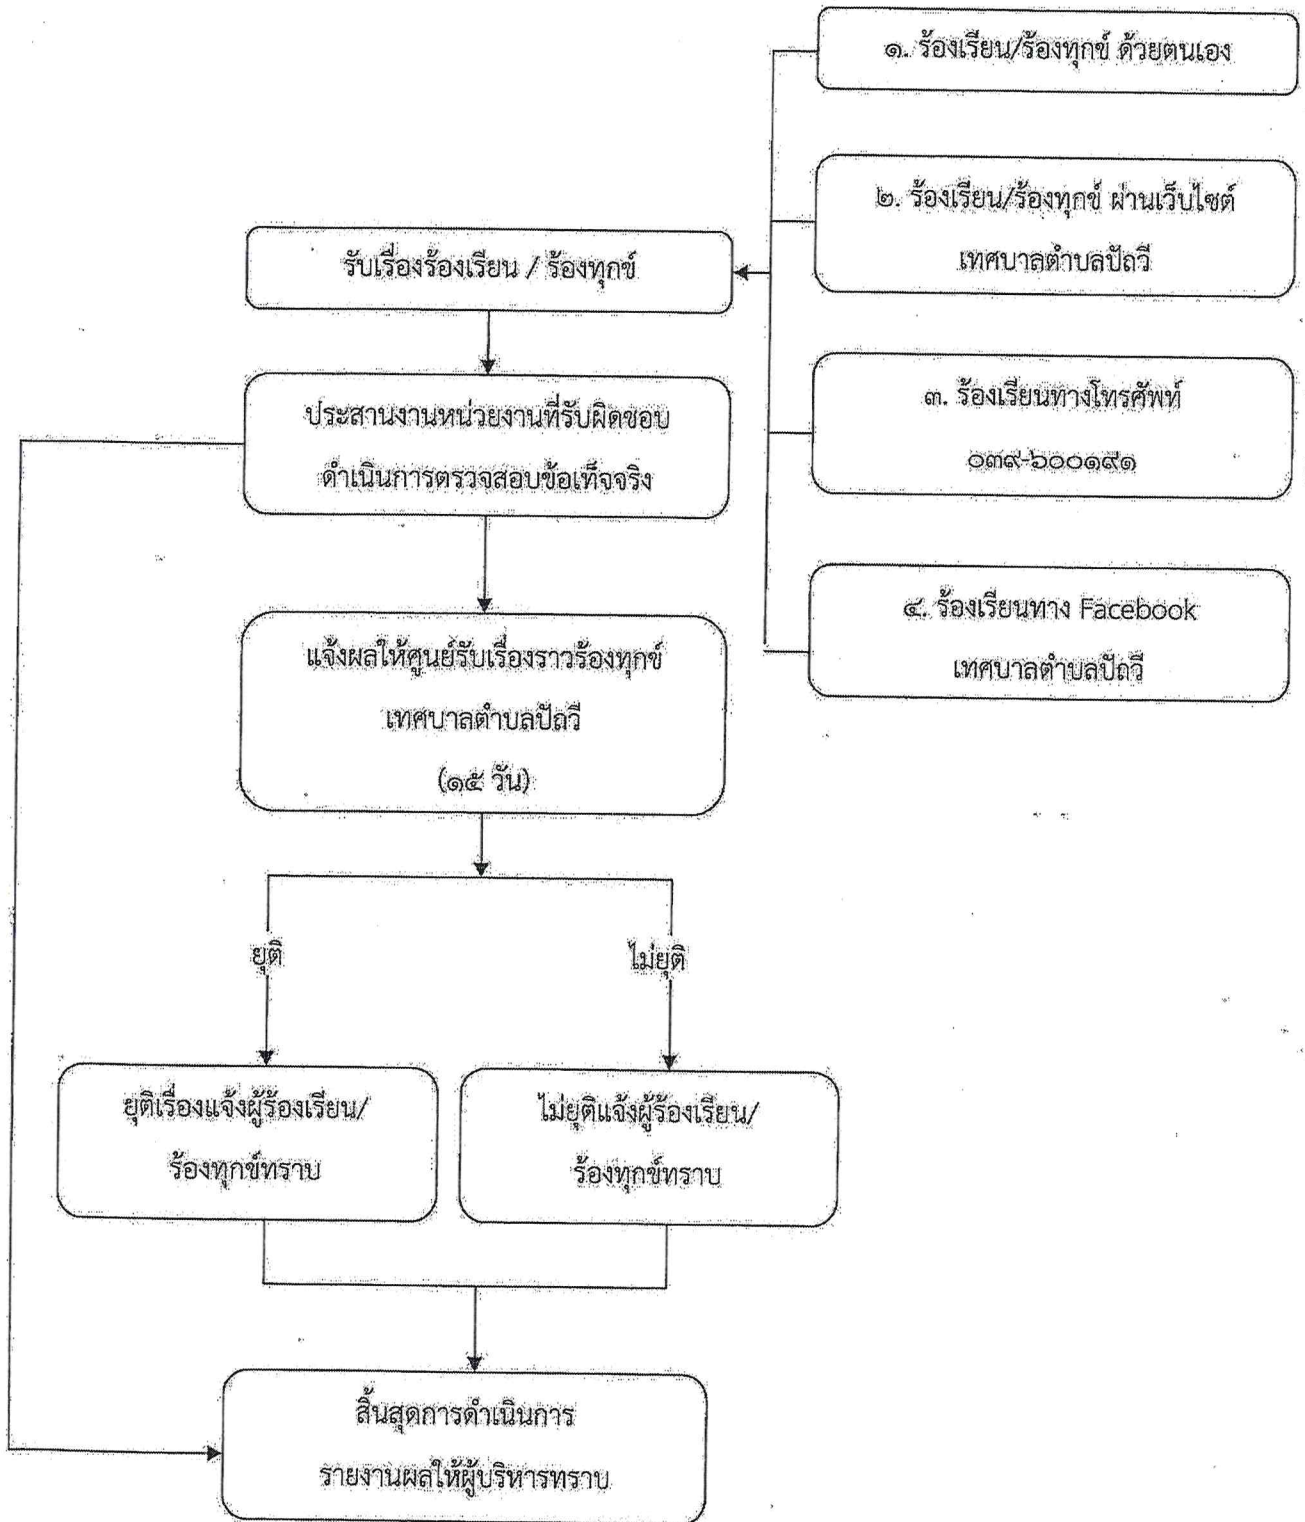 ๑. ร้องเรียน/ร้องทุกข์ ด้วยตนเอง
๒. ร้องเรียน/ร้องทุกข์ ผ่านเว็บไซต์
เทศบาลตำบลปัถวี
๓. ร้องเรียนทางโทรศัพท์
๐๓๙-๖๐๐๑๙๑
๔. ร้องเรียนทาง Facebook
เทศบาลตำบลปัถวี
รับเรื่องร้องเรียน / ร้องทุกข์
ประสานงานหน่วยงานที่รับผิดชอบ
ดำเนินการตรวจสอบข้อเท็จจริง
แจ้งผลให้ศูนย์รับเรื่องราวร้องทุกข์
เทศบาลตำบลปัถวี
(๑๕ วัน)
ยุติ
ไม่ยุติ
ยุติเรื่องแจ้งผู้ร้องเรียน/
ร้องทุกข์ทราบ
ไม่ยุติแจ้งผู้ร้องเรียน/
ร้องทุกข์ทราบ
สิ้นสุดการดำเนินการ
รายงานผลให้ผู้บริหารทราบ